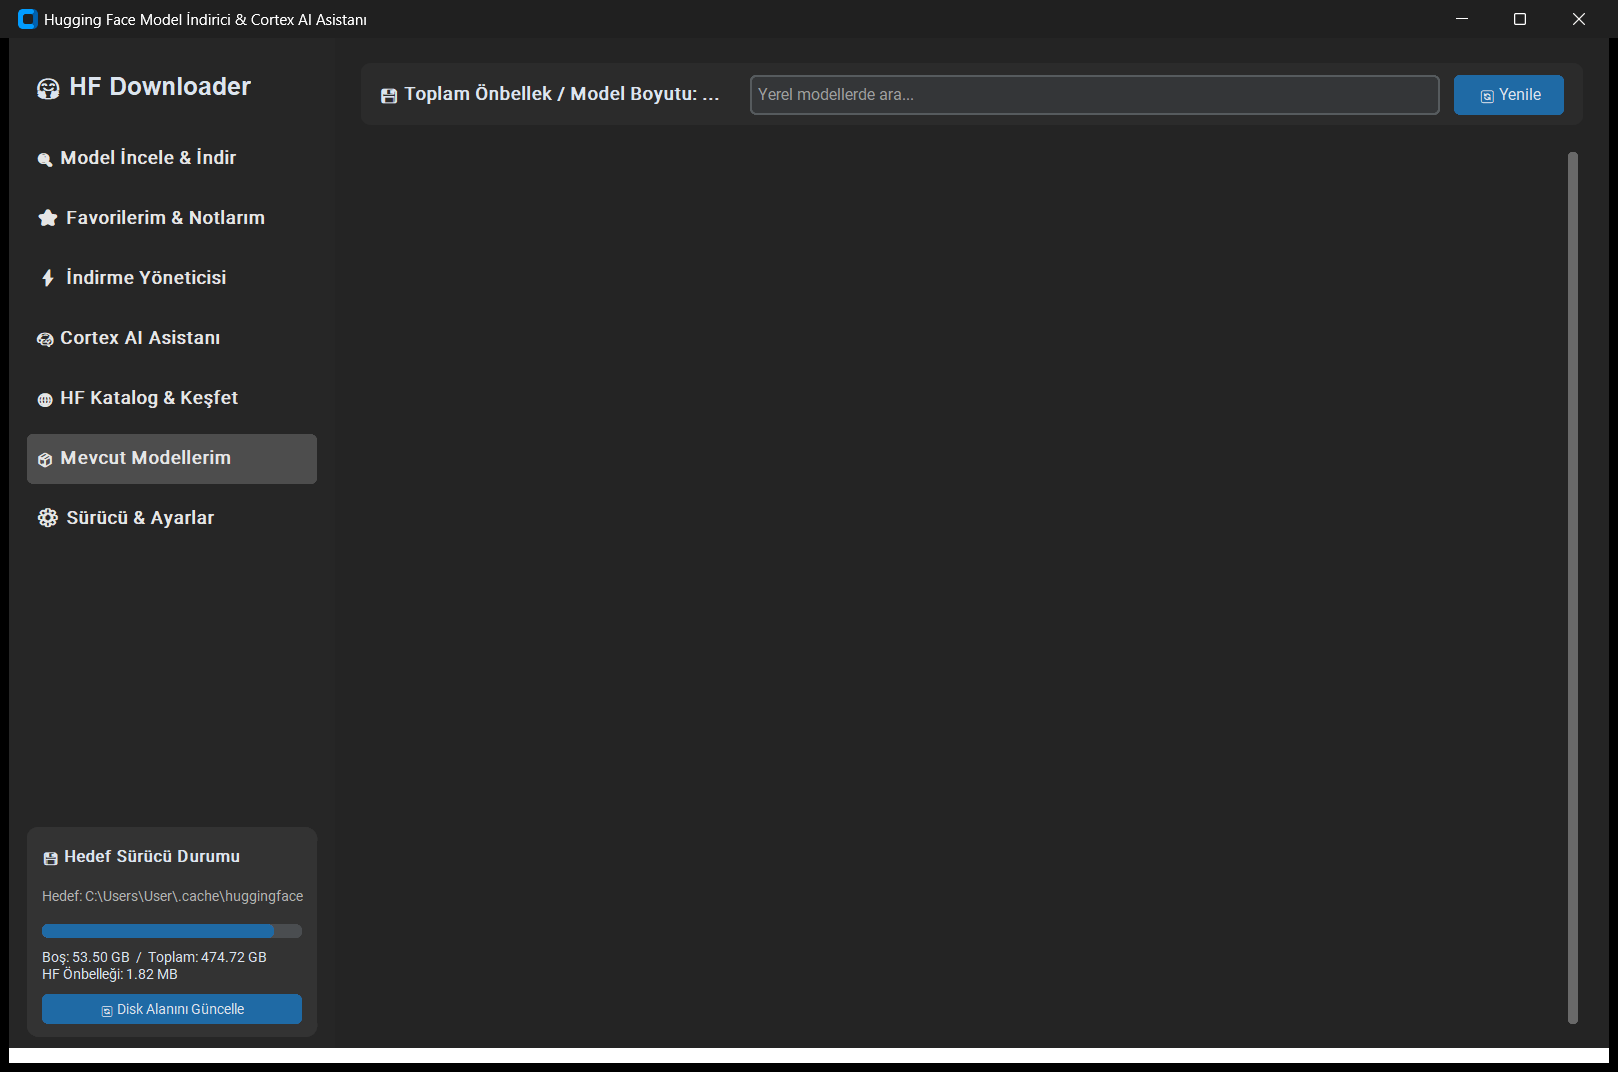 Hugging Face Model İndirici & Cortex AI Asistanı
HF Downloader
Model İncele & İndir
Favorilerim & Notlarım
İndirme Yöneticisi
Cortex AI Asistanı
HF Katalog & Keşfet
Mevcut Modellerim
Sürücü & Ayarlar
Toplam Önbellek / Model Boyutu: ...
Yerel modellerde ara...
Yenile
Hedef Sürücü Durumu
Hedef: C:\Users\User\.cache\huggingface
Boş: 53.50 GB / Toplam: 474.72 GB
HF Önbelleği: 1.82 MB
Disk Alanını Güncelle